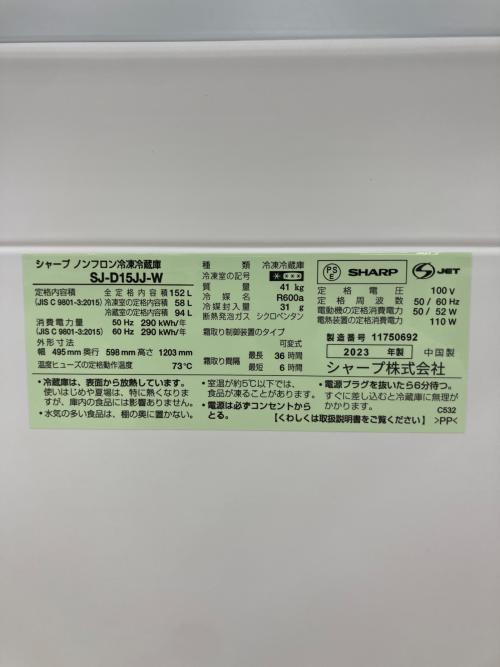 シャープ ノンフロン冷凍冷蔵庫
SJ-D15JJ-W
定格内容積 全定格内容積 152 L
(JIS C 9801-3:2015) 冷凍室の定格内容積 58 L
冷蔵室の定格内容積 94 L
消費電力量 50 Hz 290 kWh/年
(JIS C 9801-3:2015) 60 Hz 290 kWh/年
外形寸法
幅 495 mm 奥行 598 mm 高さ 1203 mm
温度ヒューズの定格動作温度 73℃
種類 冷凍冷蔵庫
冷凍室の記号 * ***
質量 41 kg
冷媒名 R600a
冷媒封入量 31 g
断熱発泡ガス シクロペンタン
霜取り制御装置のタイプ
可変式
霜取り間隔 最長 36 時間
最短 6 時間
PS
E
SHARP
S JET
定格電圧 100 V
定格周波数 50 / 60 Hz
電動機の定格消費電力 50 / 52 W
電熱装置の定格消費電力 110 W
製造番号 11750692
2023 年製 中国製
シャープ株式会社
・冷蔵庫は、表面から放熱しています。
使いはじめや夏場は、特に熱くなりま
すが、庫内の食品には影響ありません。
・水気の多い食品は、棚の奥に置かない。
・室温が約5℃以下では、
食品が凍ることがあります。
・電源は必ずコンセントから
とる。
・電源プラグを抜いたら6分待つ。
すぐに差し込むと冷蔵庫に無理が
かかります。 C532
【くわしくは取扱説明書をご覧ください】 >PP<